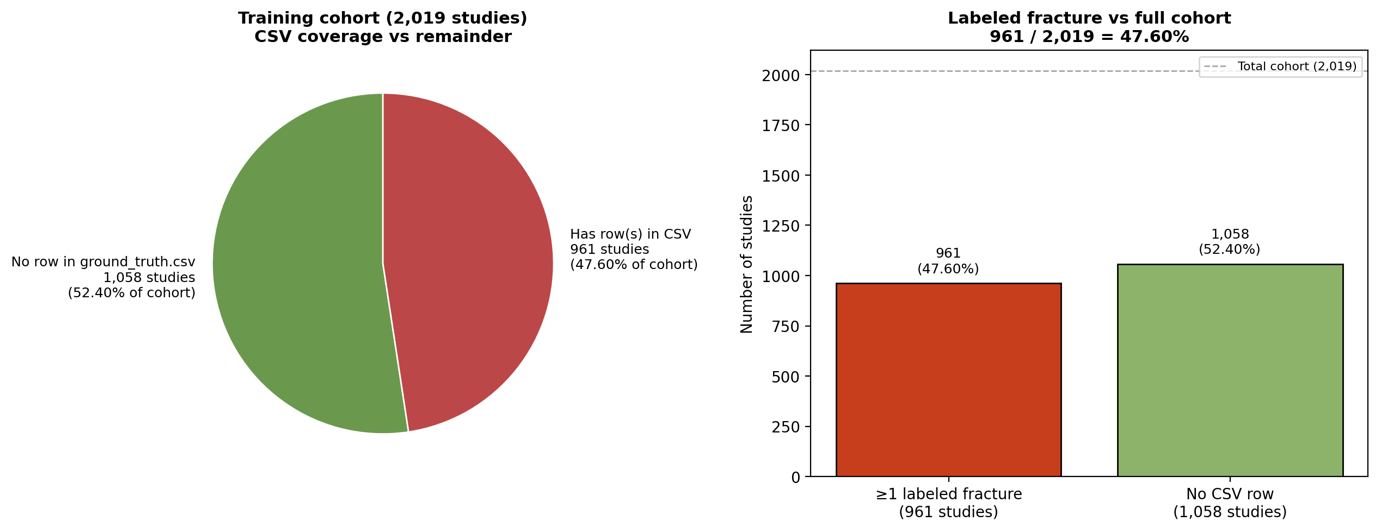 Training cohort (2,019 studies)
CSV coverage vs remainder
No row in ground_truth.csv
1,058 studies
(52.40% of cohort)
Has row(s) in CSV
961 studies
(47.60% of cohort)
Labeled fracture vs full cohort
961 / 2,019 = 47.60%
Total cohort (2,019)
Number of studies
2000
1750
1500
1250
1000
750
500
250
0
961
(47.60%)
1,058
(52.40%)
≥1 labeled fracture
(961 studies)
No CSV row
(1,058 studies)